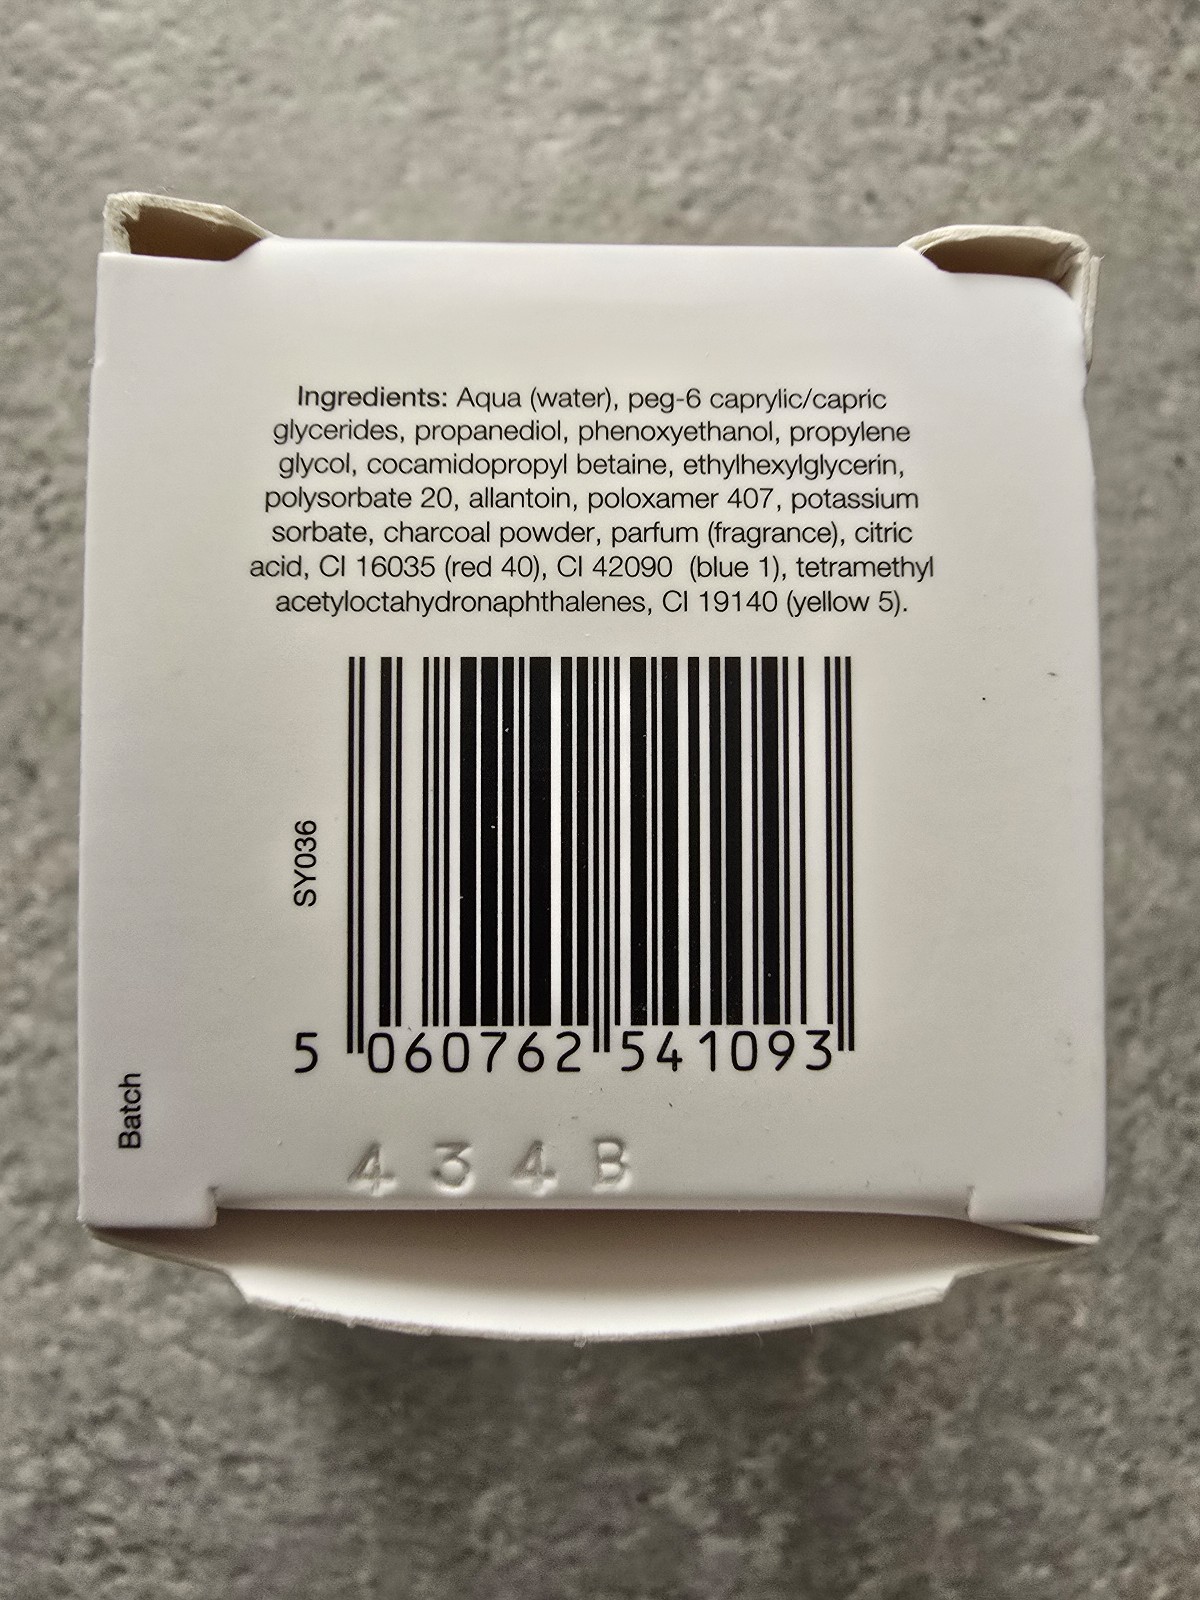 Ingredients: Aqua (water), peg-6 caprylic/capric
glycerides, propanediol, phenoxyethanol, propylene
glycol, cocamidopropyl betaine, ethylhexylglycerin,
polysorbate 20, allantoin, poloxamer 407, potassium
sorbate, charcoal powder, parfum (fragrance), citric
acid, CI 16035 (red 40), CI 42090 (blue 1), tetramethyl
acetyloctahydronaphthalenes, CI 19140 (yellow 5).
SY036
5 060762 541093
Batch
434B